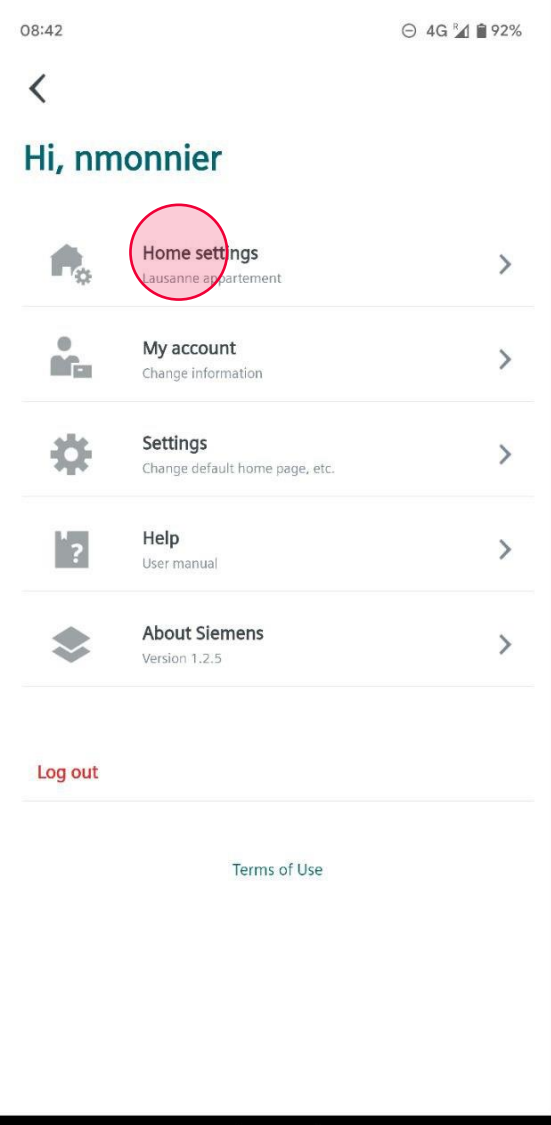 08:42
4G R 92%
Hi, nmonnier
Home settings
Lausanne appartement
My account
Change information
Settings
Change default home page, etc.
?
Help
User manual
About Siemens
Version 1.2.5
Log out
Terms of Use